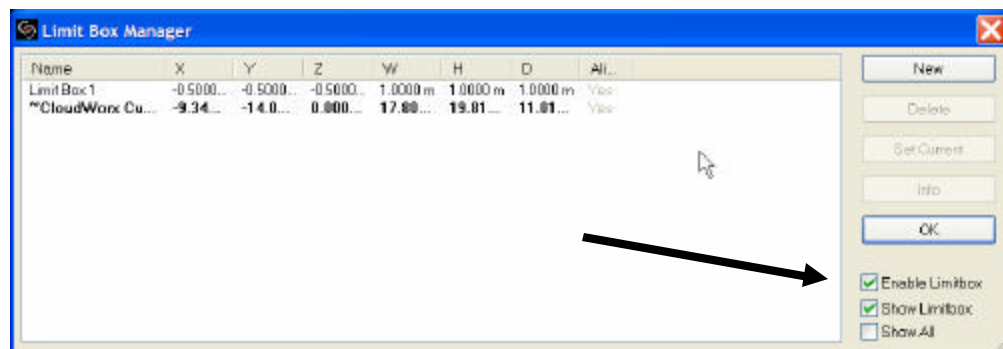 Limit Box Manager
Name X Y Z W H D Ali...
Limit Box 1 -0.5000... -0.5000... -0.5000... 1.0000 m 1.0000 m 1.0000 m Yes
~CloudWorx Cu... -9.34... -14.0... 0.000... 17.80... 19.81... 11.01... Yes
New
Delete
Set Current
Info
OK
Enable Limitbox
Show Limitbox
Show All